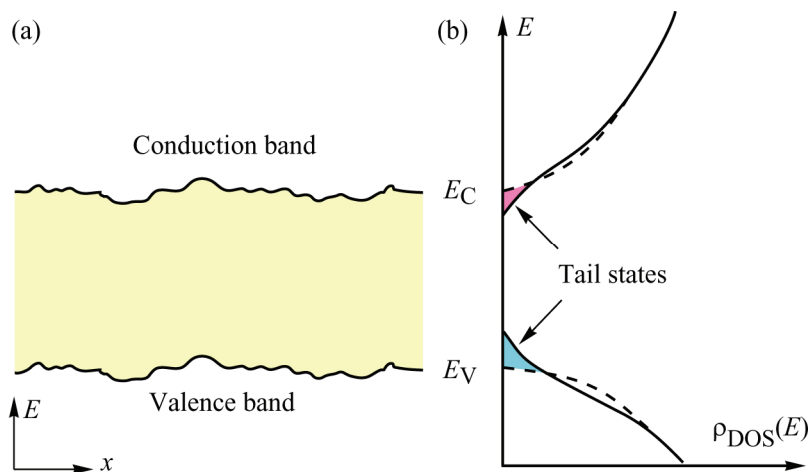 (a)
Conduction band
Valence band
E
x
(b)
E
E_C
Tail states
E_V
ρ_DOS(E)